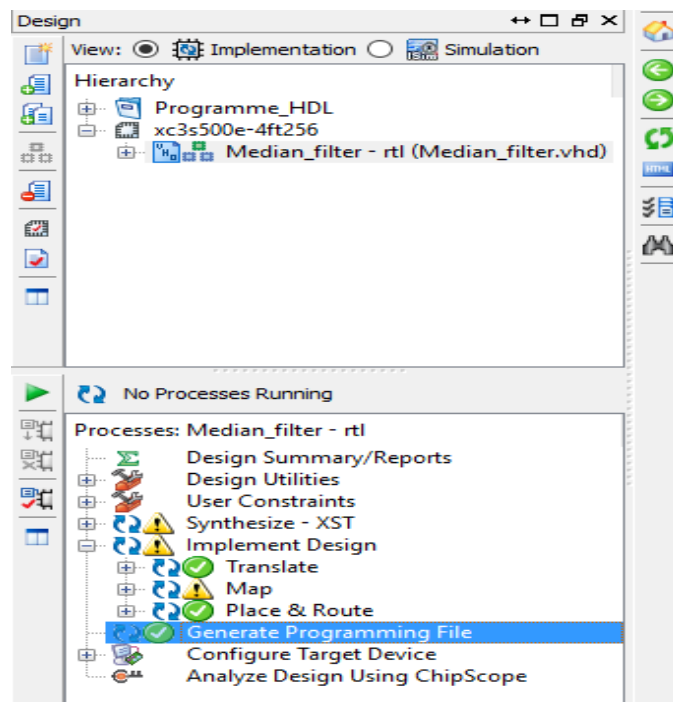 Design
View: Implementation Simulation
Hierarchy
Programme_HDL
xc3s500e-4ft256
Median_filter - rtl (Median_filter.vhd)
HTML
No Processes Running
Processes: Median_filter - rtl
Design Summary/Reports
Design Utilities
User Constraints
Synthesize - XST
Implement Design
Translate
Map
Place & Route
Generate Programming File
Configure Target Device
Analyze Design Using ChipScope